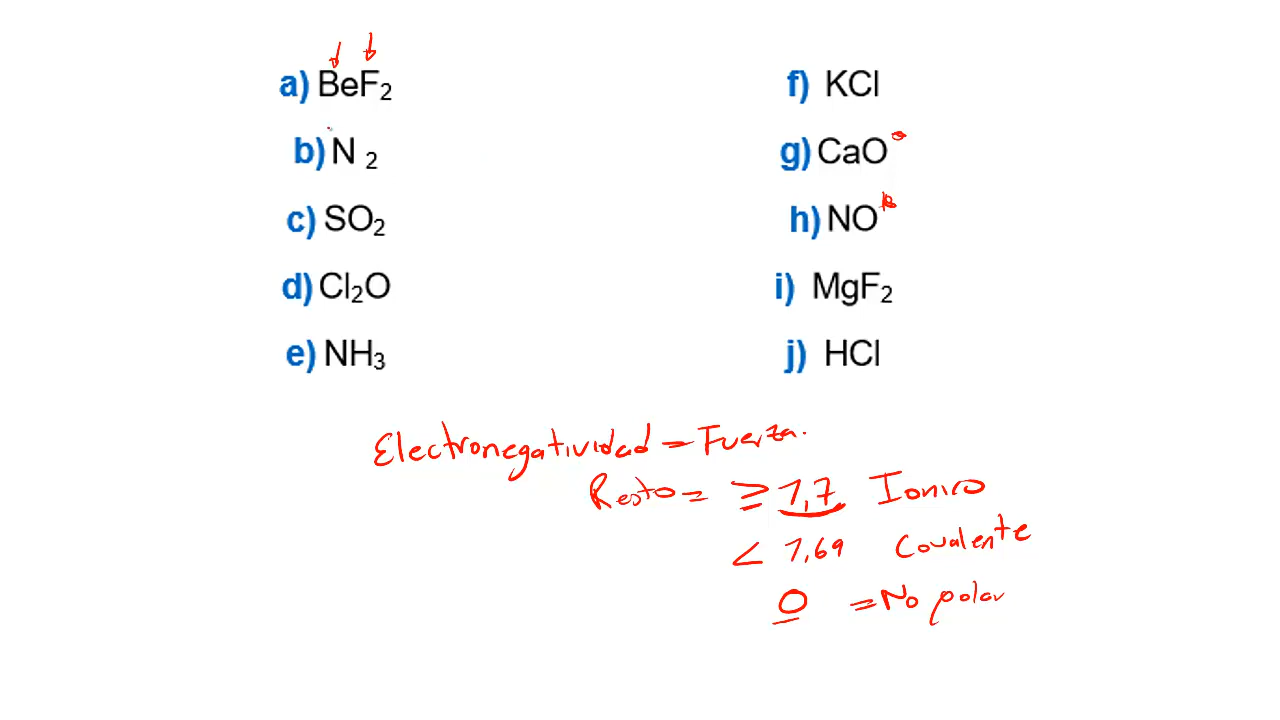 a) BeF2
b) N 2
c) SO2
d) Cl2O
e) NH3
f) KCl
g) CaO
h) NO
i) MgF2
j) HCl
Electronegatividad = Fuerza.
Resto = ≥ 1,7 Ionico
< 1,69 Covalente
0 = No polar